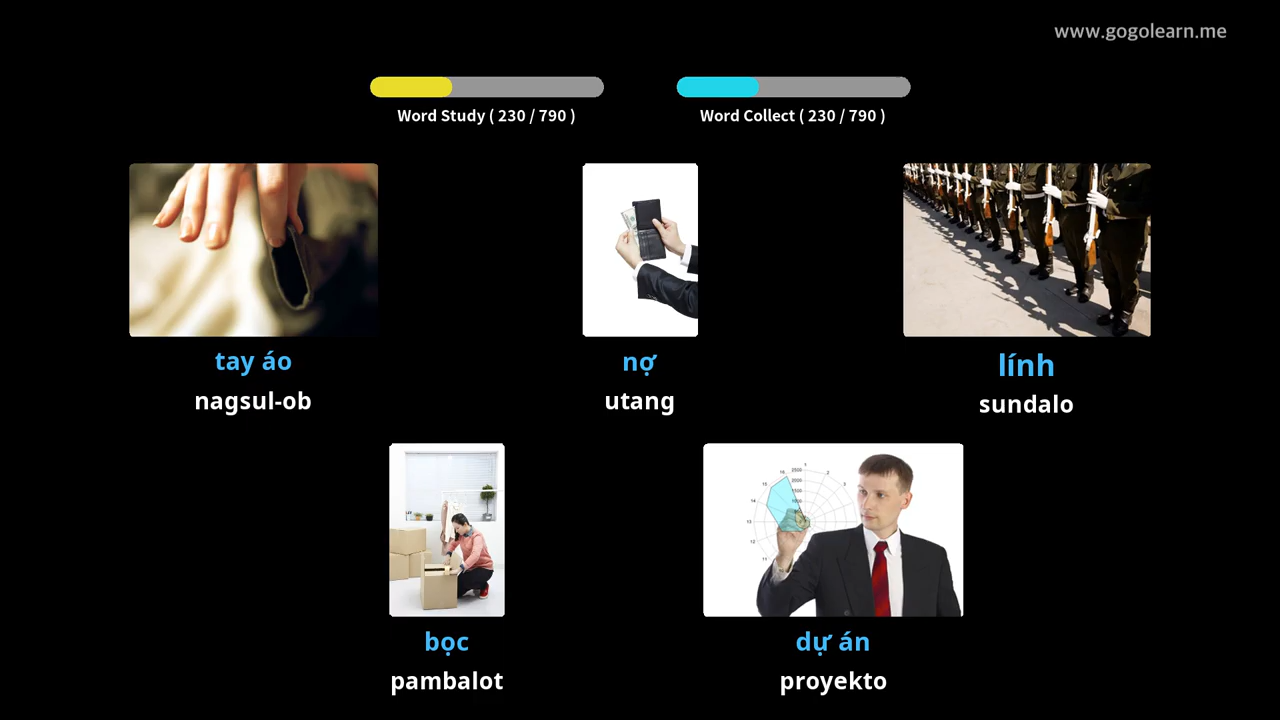 www.gogolearn.me
Word Study ( 230 / 790 )
Word Collect ( 230 / 790 )
tay áo
nagsul-ob
nợ
utang
lính
sundalo
bọc
pambalot
dự án
proyekto